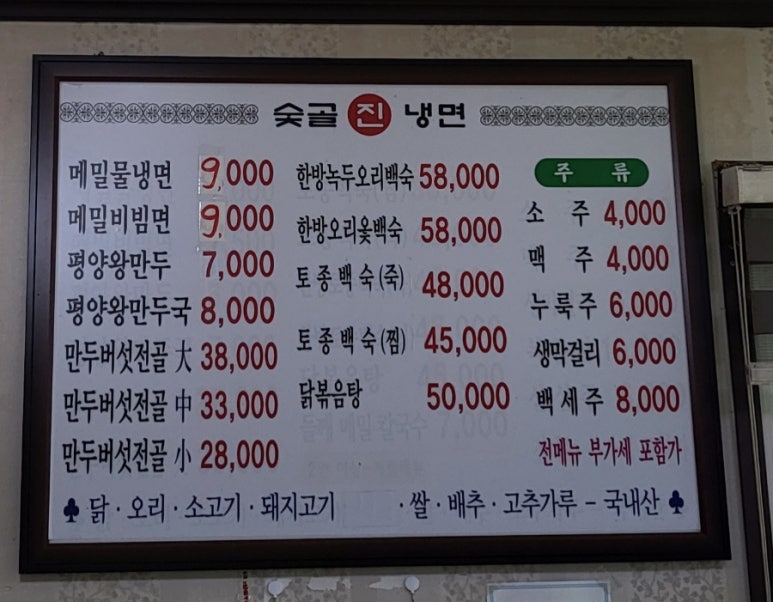 숯골 진 냉면
메밀물냉면 9,000
메밀비빔면 9,000
평양왕만두 7,000
평양왕만두국 8,000
만두버섯전골 大 38,000
만두버섯전골 中 33,000
만두버섯전골 小 28,000
한방녹두오리백숙 58,000
한방오리옻백숙 58,000
토종백숙(죽) 48,000
토종백숙(찜) 45,000
닭볶음탕 50,000
주 류
소 주 4,000
맥 주 4,000
누룩주 6,000
생막걸리 6,000
백세주 8,000
전메뉴 부가세 포함가
♣ 닭 · 오리 · 소고기 · 돼지고기 · 쌀 · 배추 · 고추가루 - 국내산 ♣